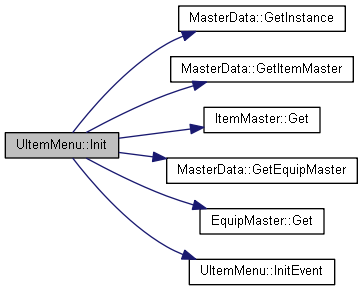 MasterData::GetInstance
MasterData::GetItemMaster
ItemMaster::Get
UItemMenu::Init
MasterData::GetEquipMaster
EquipMaster::Get
UItemMenu::InitEvent